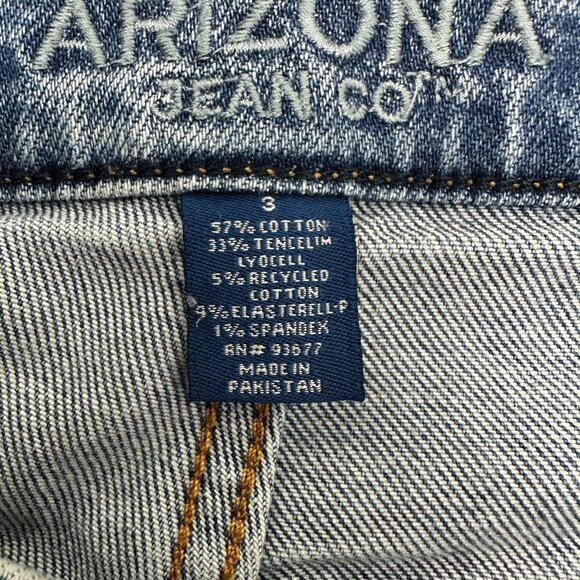 ARIZONA
JEAN CO™
3
57% COTTON
33% TENCEL™
LYOCELL
5% RECYCLED
COTTON
4% ELASTERELL-P
1% SPANDEX
RN# 93677
MADE IN
PAKISTAN